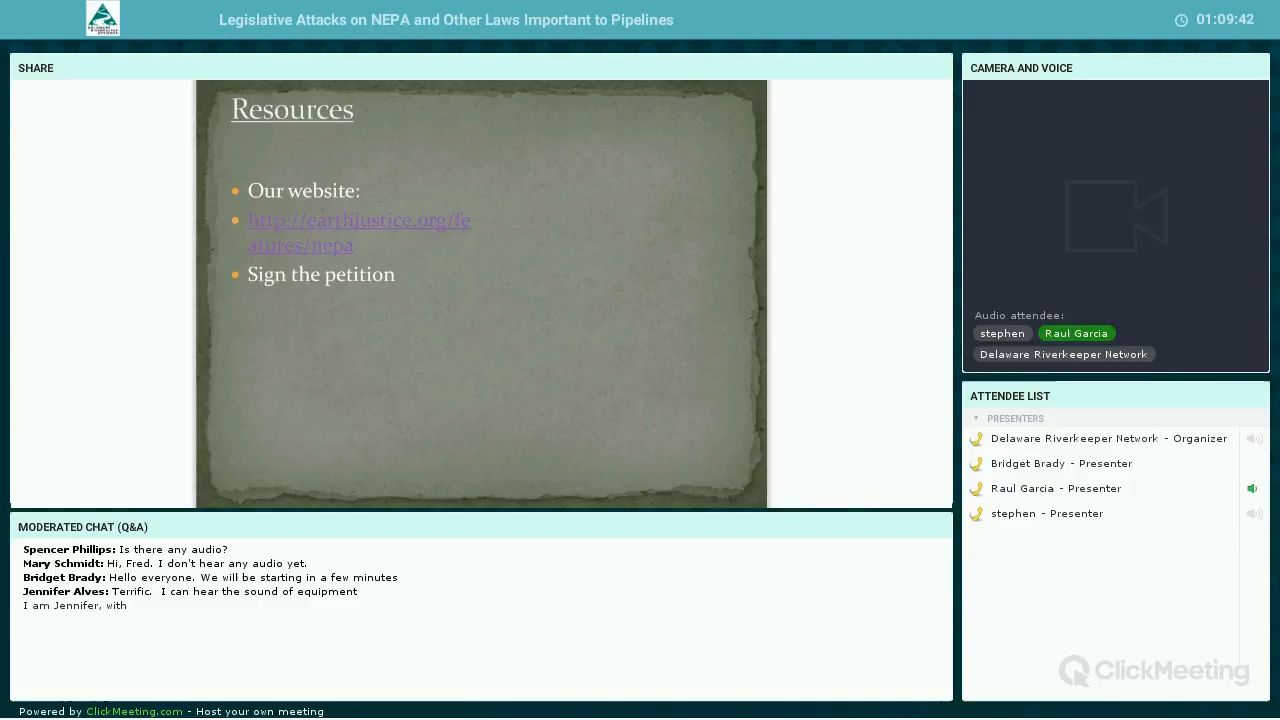 Legislative Attacks on NEPA and Other Laws Important to Pipelines
01:09:42
SHARE
Resources
• Our website:
• http://earthjustice.org/fe
atures/nepa
• Sign the petition
CAMERA AND VOICE
Audio attendee:
stephen Raul Garcia
Delaware Riverkeeper Network
ATTENDEE LIST
PRESENTERS
Delaware Riverkeeper Network - Organizer
Bridget Brady - Presenter
Raul Garcia - Presenter
stephen - Presenter
MODERATED CHAT (Q&A)
Spencer Phillips: Is there any audio?
Mary Schmidt: Hi, Fred. I don't hear any audio yet.
Bridget Brady: Hello everyone. We will be starting in a few minutes
Jennifer Alves: Terrific. I can hear the sound of equipment
I am Jennifer, with
ClickMeeting
Powered by ClickMeeting.com - Host your own meeting